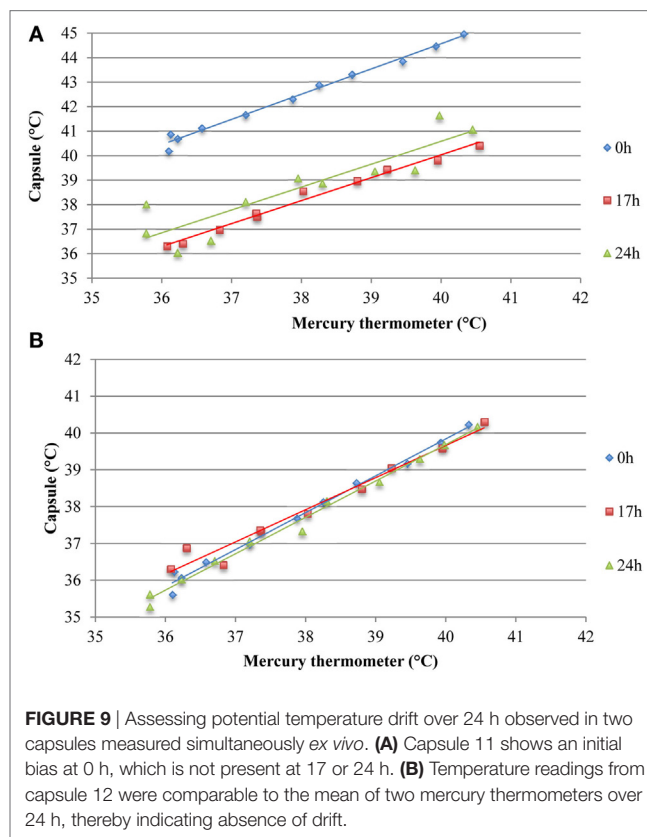 A
45
44
43
42
41
40
39
38
37
36
35
Capsule (°C)
35 36 37 38 39 40 41 42
Mercury thermometer (°C)
0h
17h
24h
B
42
41
40
39
38
37
36
35
Capsule (°C)
35 36 37 38 39 40 41 42
Mercury thermometer (°C)
0h
17h
24h
FIGURE 9 | Assessing potential temperature drift over 24 h observed in two
capsules measured simultaneously ex vivo. (A) Capsule 11 shows an initial
bias at 0 h, which is not present at 17 or 24 h. (B) Temperature readings from
capsule 12 were comparable to the mean of two mercury thermometers over
24 h, thereby indicating absence of drift.